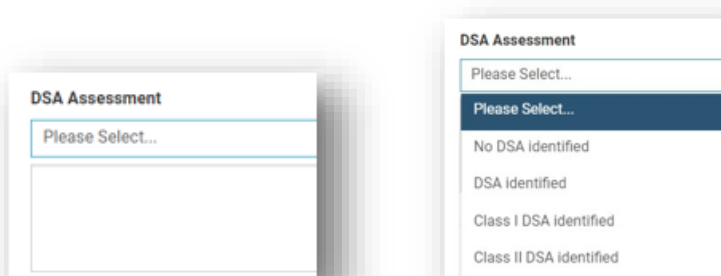 DSA Assessment
Please Select...
DSA Assessment
Please Select...
Please Select...
No DSA identified
DSA identified
Class I DSA identified
Class II DSA identified